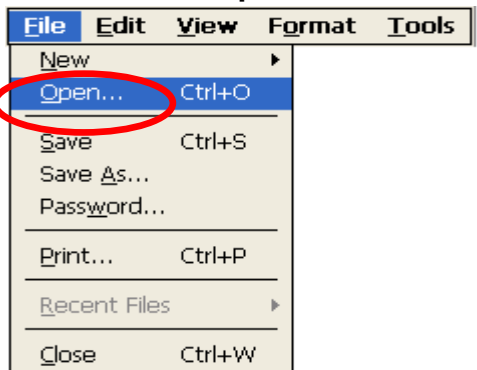 File Edit View Format Tools
New
Open... Ctrl+O
Save Ctrl+S
Save As...
Password...
Print... Ctrl+P
Recent Files
Close Ctrl+W